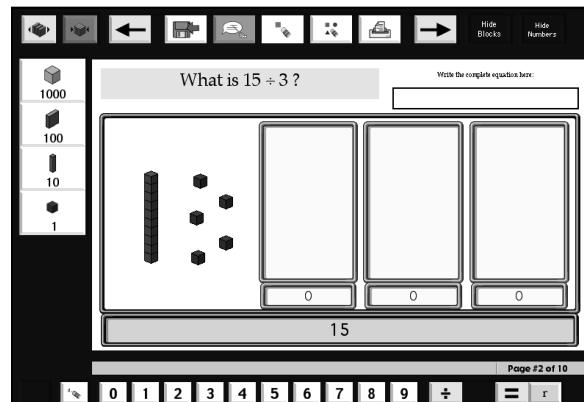 Hide
Blocks
Hide
Numbers
1000
100
10
1
What is 15 ÷ 3 ?
Write the complete equation here:
0
0
0
15
Page #2 of 10
0 1 2 3 4 5 6 7 8 9 ÷ = r